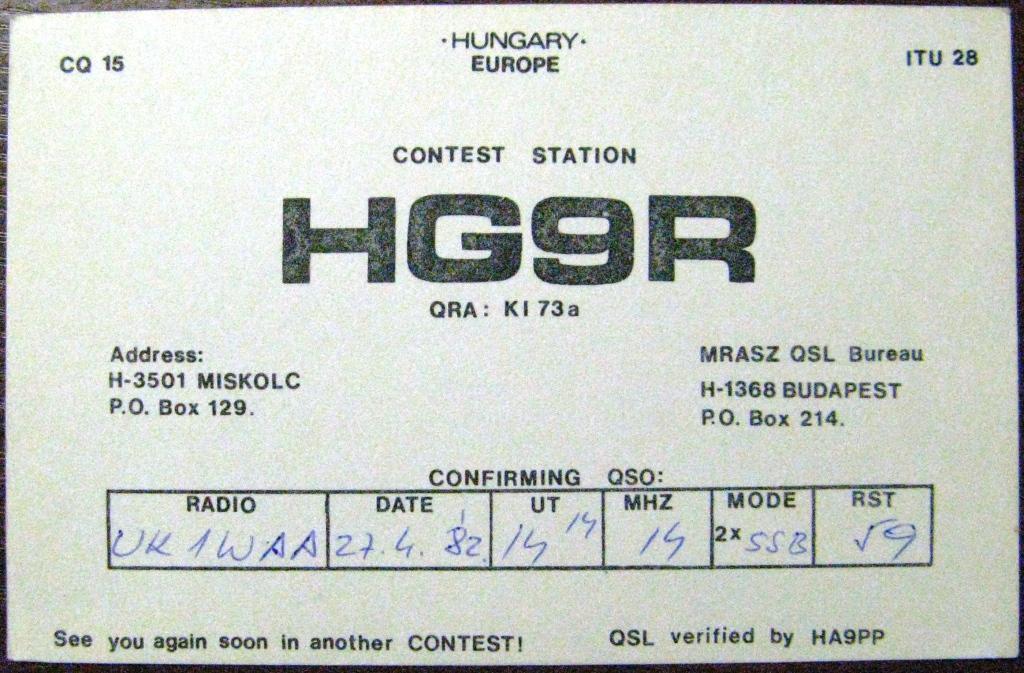 CQ 15
·HUNGARY·
EUROPE
ITU 28
CONTEST STATION
HG9R
QRA: KI 73a
Address:
H-3501 MISKOLC
P.O. Box 129.
MRASZ QSL Bureau
H-1368 BUDAPEST
P.O. Box 214.
CONFIRMING QSO:
RADIO DATE UT MHZ MODE RST
UK1WAA 27.4. 82. 14 14 14 2x SSB 59
See you again soon in another CONTEST!
QSL verified by HA9PP